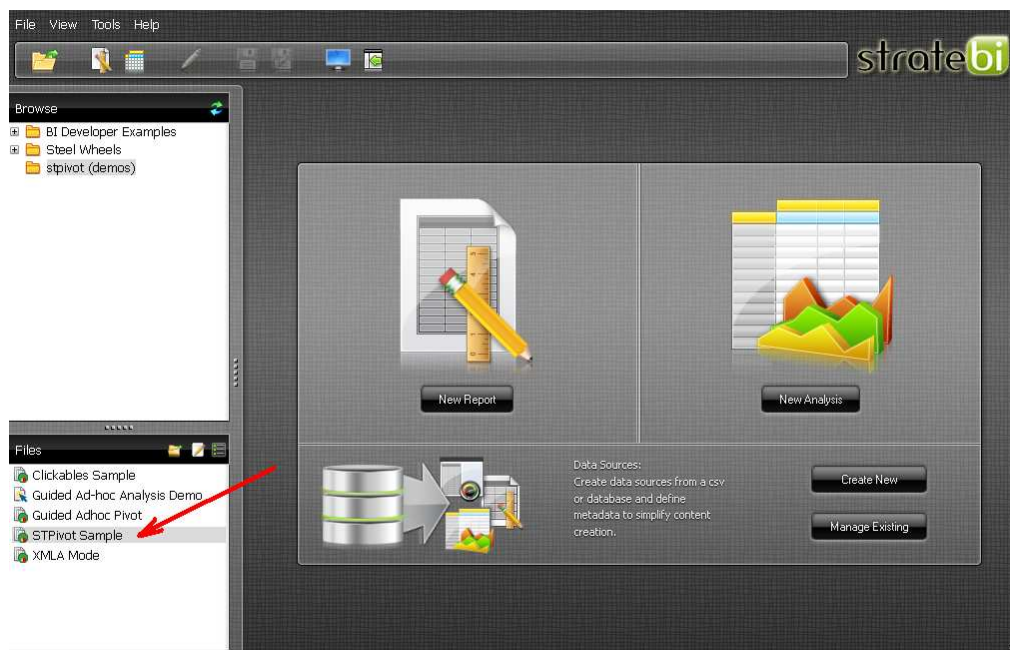 File View Tools Help
stratebi
Browse
BI Developer Examples
Steel Wheels
stpivot (demos)
New Report
New Analysis
Files
Clickables Sample
Guided Ad-hoc Analysis Demo
Guided Adhoc Pivot
STPivot Sample
XMLA Mode
Data Sources:
Create data sources from a csv
or database and define
metadata to simplify content
creation.
Create New
Manage Existing